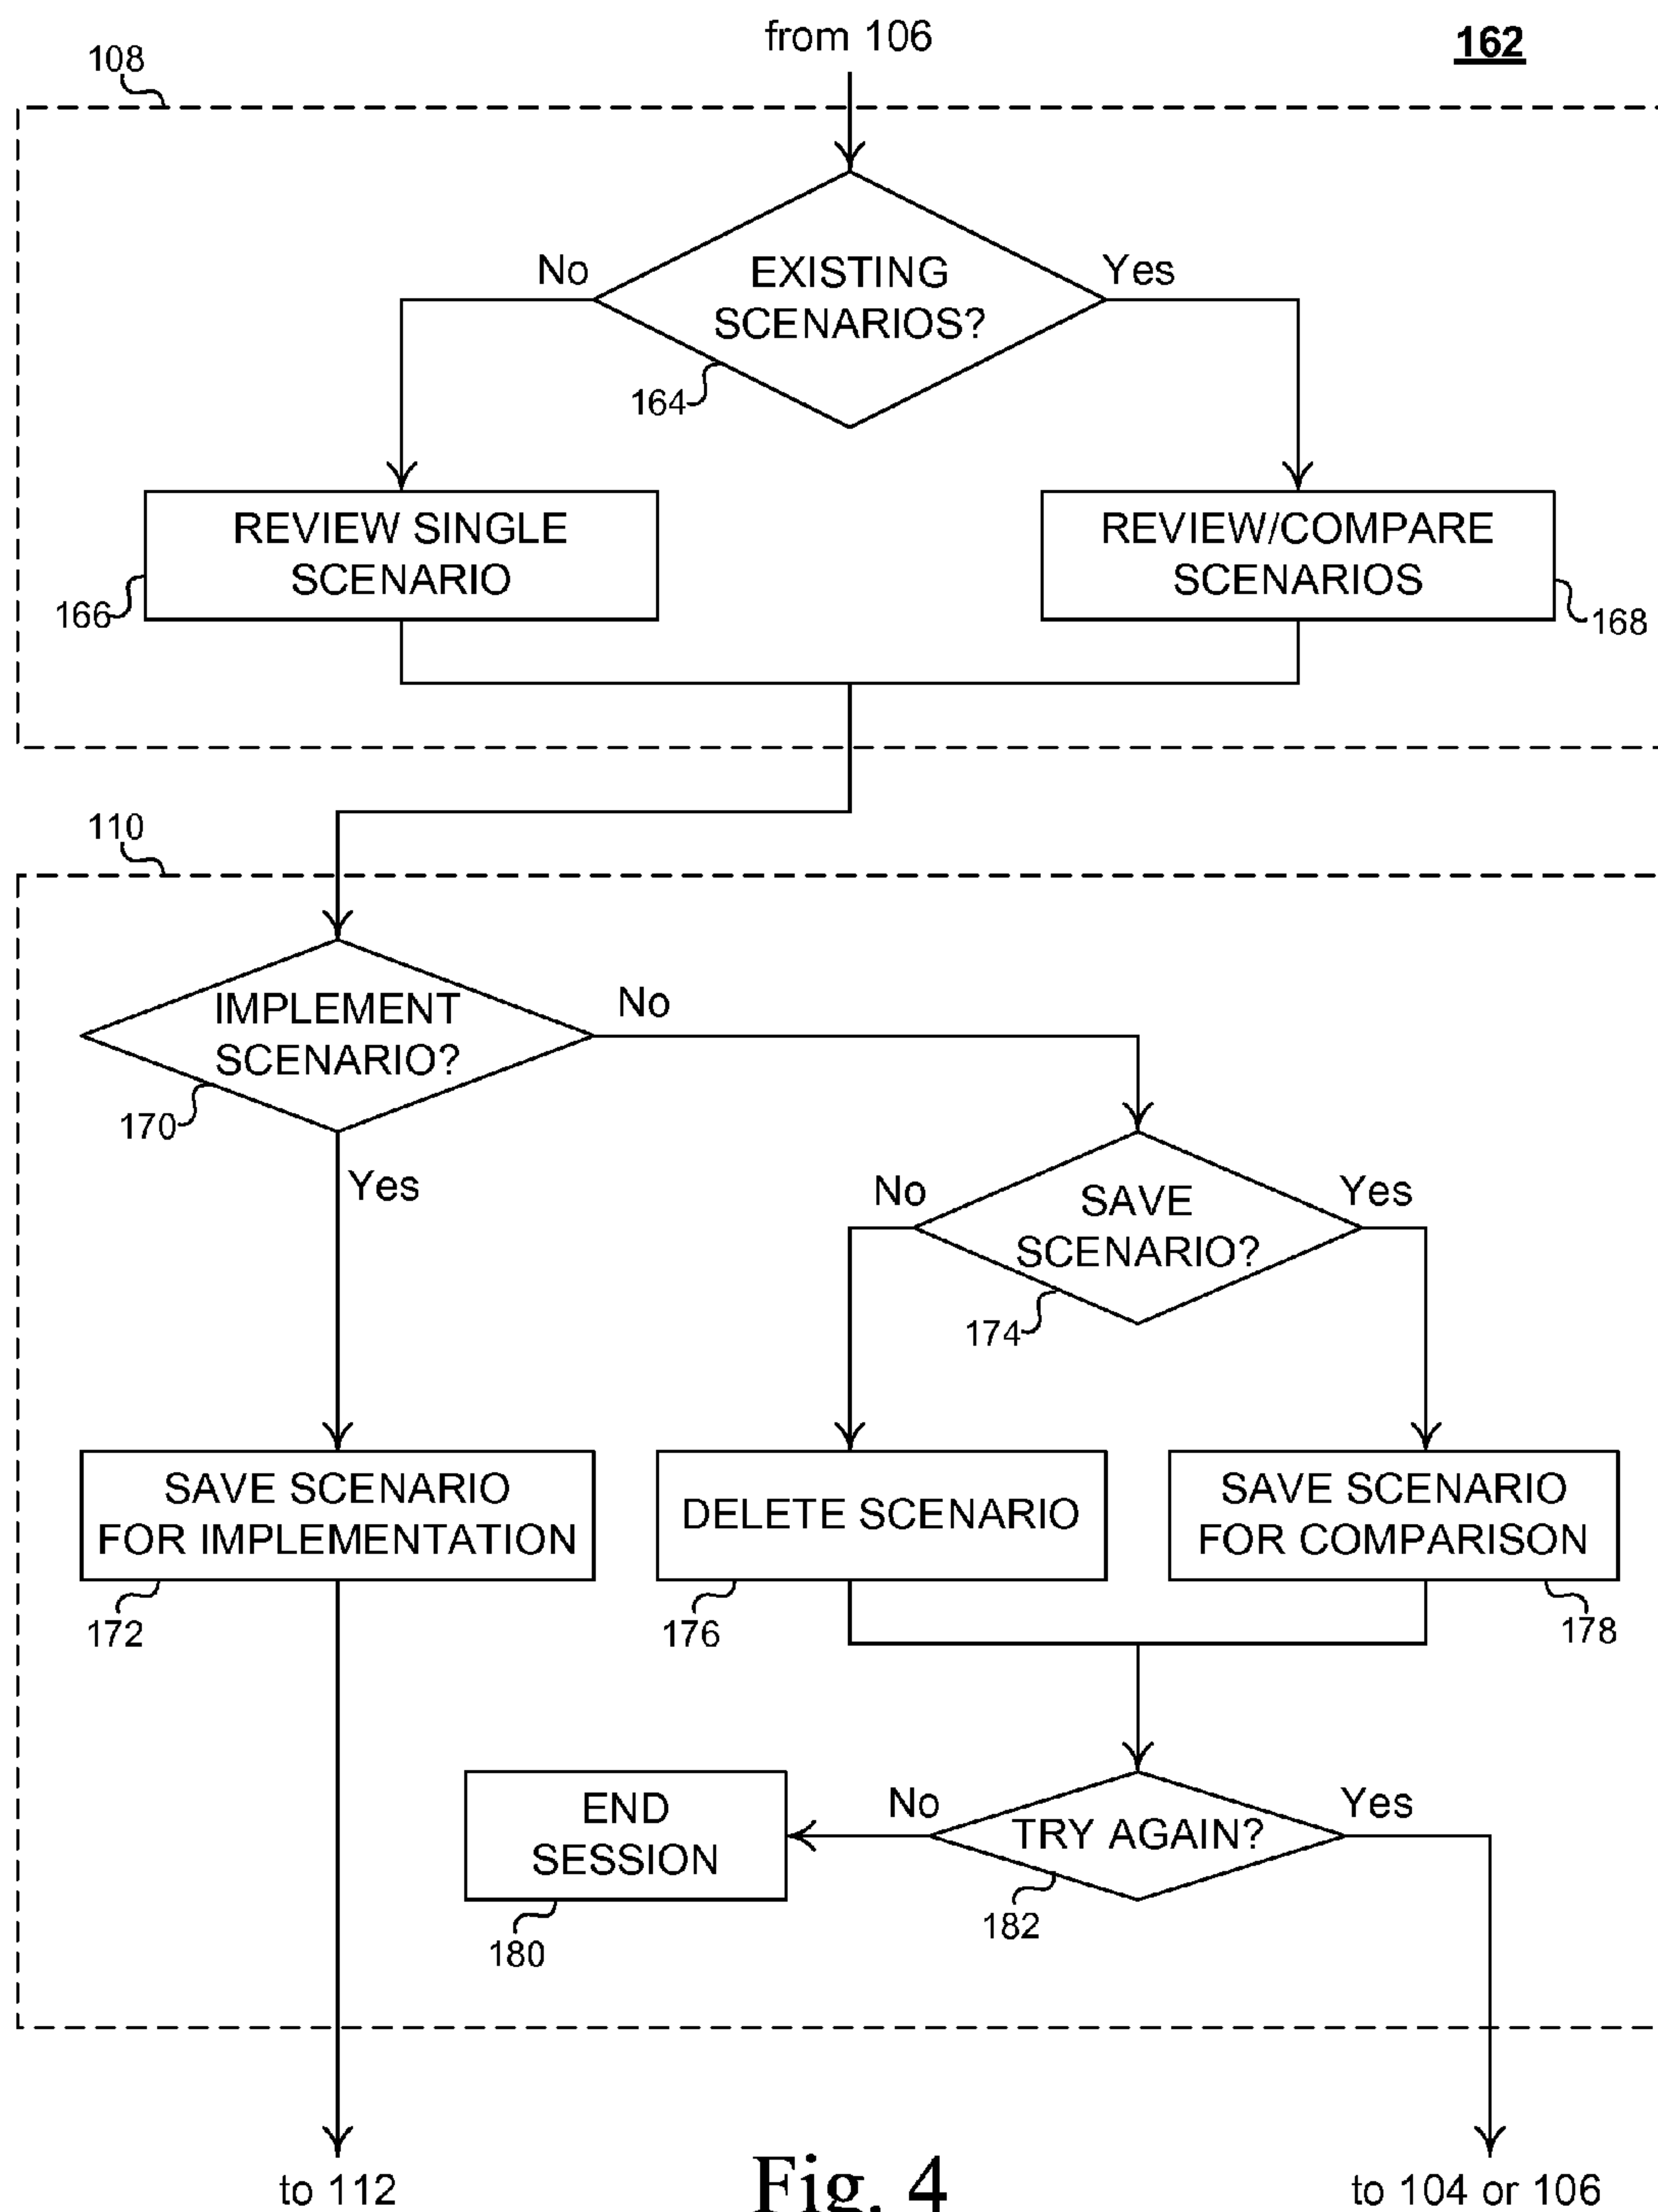 from 106
162
108
No
EXISTING
SCENARIOS?
Yes
164
REVIEW SINGLE
SCENARIO
166
REVIEW/COMPARE
SCENARIOS
168
110
IMPLEMENT
SCENARIO?
No
170
Yes
No
SAVE
SCENARIO?
Yes
174
SAVE SCENARIO
FOR IMPLEMENTATION
172
DELETE SCENARIO
176
SAVE SCENARIO
FOR COMPARISON
178
END
SESSION
180
No
TRY AGAIN?
Yes
182
to 112
Fig. 4
to 104 or 106